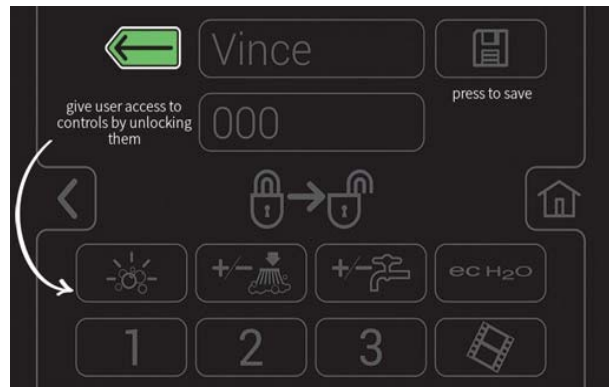 Vince
press to save
give user access to
controls by unlocking
them
000
+/-
+/-
ec H₂O
1
2
3